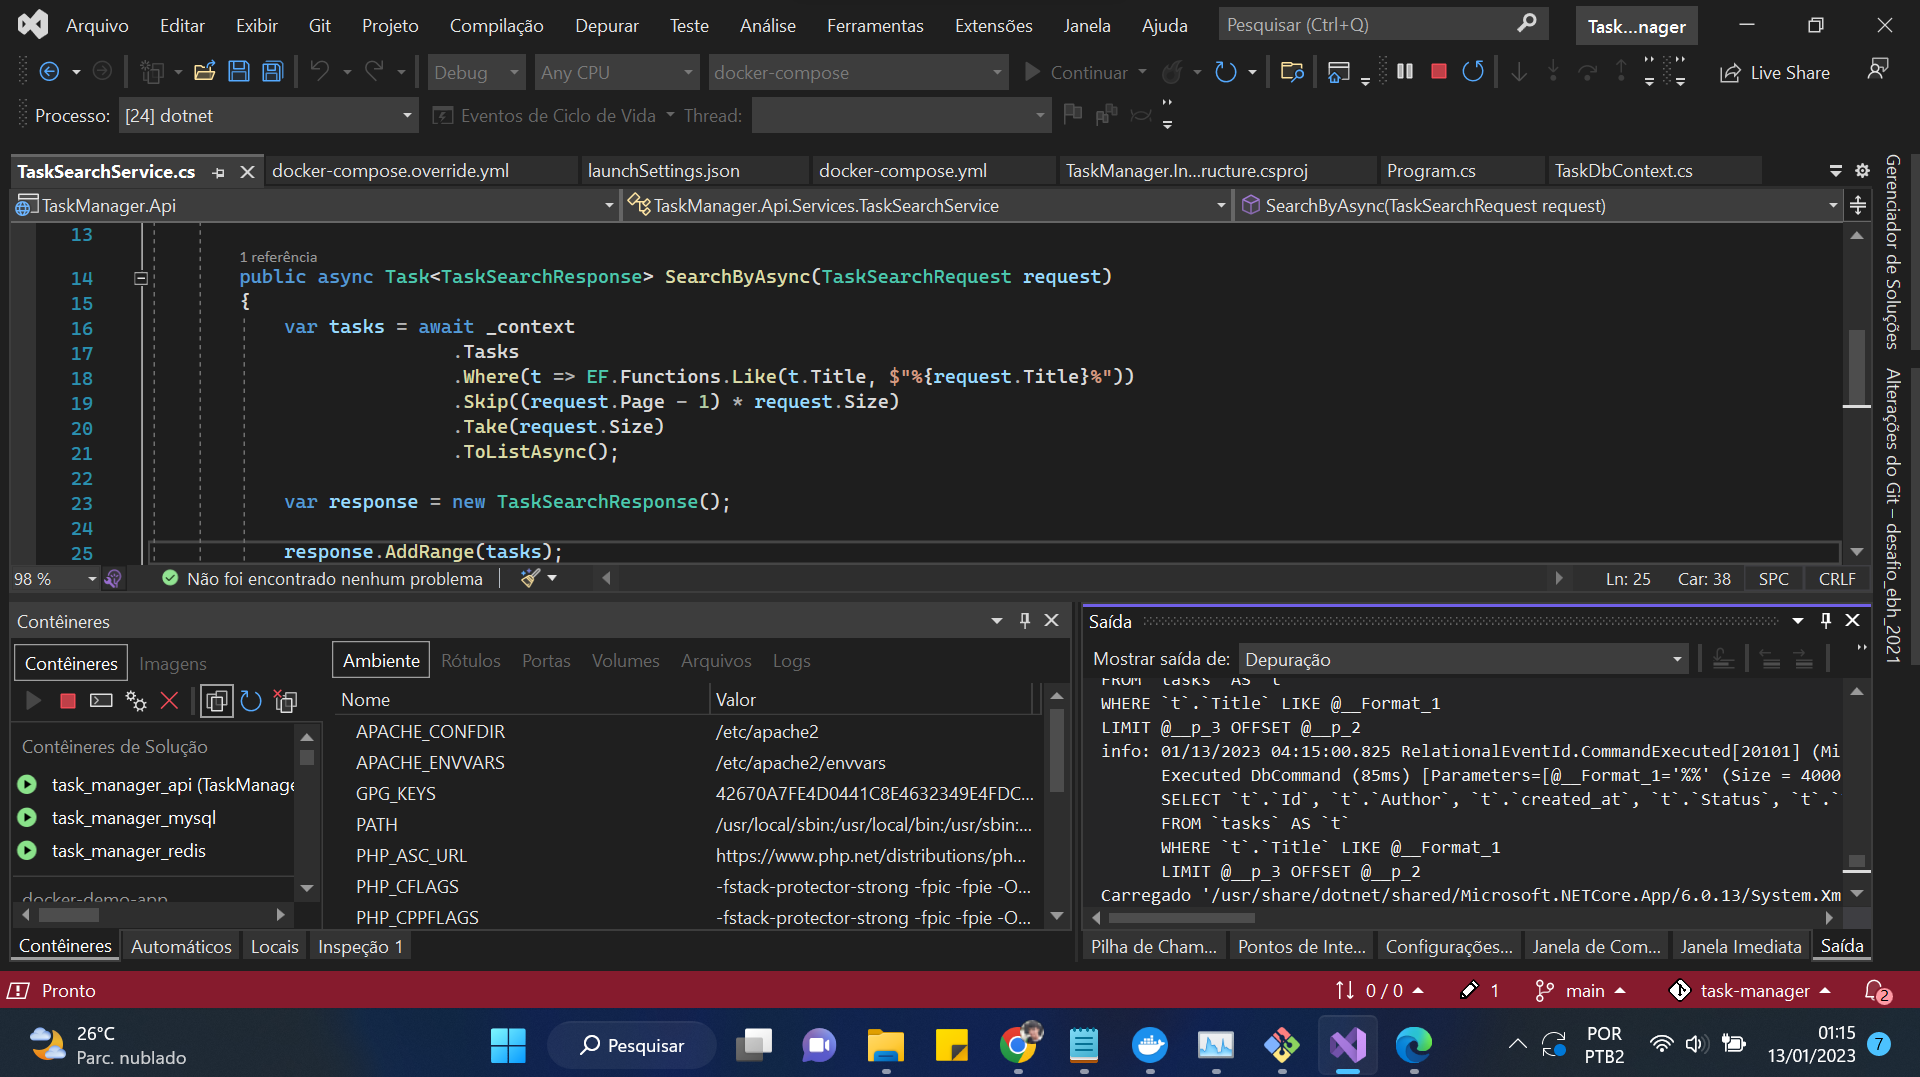 Arquivo Editar Exibir Git Projeto Compilação Depurar Teste Análise Ferramentas Extensões Janela Ajuda Pesquisar (Ctrl+Q) Task...nager
Debug Any CPU docker-compose Continuar Live Share
Processo: [24] dotnet Eventos de Ciclo de Vida Thread:
TaskSearchService.cs docker-compose.override.yml launchSettings.json docker-compose.yml TaskManager.In...ructure.csproj Program.cs TaskDbContext.cs
TaskManager.Api TaskManager.Api.Services.TaskSearchService SearchByAsync(TaskSearchRequest request)
13
1 referência
14 public async Task<TaskSearchResponse> SearchByAsync(TaskSearchRequest request)
15 {
16 var tasks = await _context
17 .Tasks
18 .Where(t => EF.Functions.Like(t.Title, $"%{request.Title}%"))
19 .Skip((request.Page - 1) * request.Size)
20 .Take(request.Size)
21 .ToListAsync();
22
23 var response = new TaskSearchResponse();
24
25 response.AddRange(tasks);
98 % Não foi encontrado nenhum problema Ln: 25 Car: 38 SPC CRLF
Gerenciador de Soluções
Alterações do Git – desafio_ebh_2021
Contêineres
Contêineres Imagens
Contêineres de Solução
task_manager_api (TaskManage
task_manager_mysql
task_manager_redis
docker-demo-app
Ambiente Rótulos Portas Volumes Arquivos Logs
Nome Valor
APACHE_CONFDIR /etc/apache2
APACHE_ENVVARS /etc/apache2/envvars
GPG_KEYS 42670A7FE4D0441C8E4632349E4FDC...
PATH /usr/local/sbin:/usr/local/bin:/usr/sbin:...
PHP_ASC_URL https://www.php.net/distributions/ph...
PHP_CFLAGS -fstack-protector-strong -fpic -fpie -O...
PHP_CPPFLAGS -fstack-protector-strong -fpic -fpie -O...
Contêineres Automáticos Locais Inspeção 1
Saída
Mostrar saída de: Depuração
FROM `tasks` AS `t`
WHERE `t`.`Title` LIKE @__Format_1
LIMIT @__p_3 OFFSET @__p_2
info: 01/13/2023 04:15:00.825 RelationalEventId.CommandExecuted[20101] (Mi
Executed DbCommand (85ms) [Parameters=[@__Format_1='%%' (Size = 4000
SELECT `t`.`Id`, `t`.`Author`, `t`.`created_at`, `t`.`Status`, `t`.`
FROM `tasks` AS `t`
WHERE `t`.`Title` LIKE @__Format_1
LIMIT @__p_3 OFFSET @__p_2
Carregado '/usr/share/dotnet/shared/Microsoft.NETCore.App/6.0.13/System.Xm
Pilha de Cham... Pontos de Inte... Configurações... Janela de Com... Janela Imediata Saída
Pronto 0 / 0 1 main task-manager 2
26°C
Parc. nublado
Pesquisar
POR
PTB2
01:15
13/01/2023
7